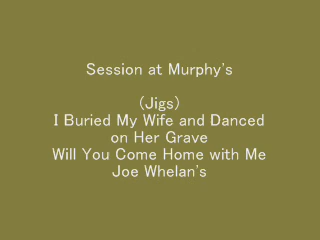 Session at Murphy's
(Jigs)
I Buried My Wife and Danced
on Her Grave
Will You Come Home with Me
Joe Whelan's